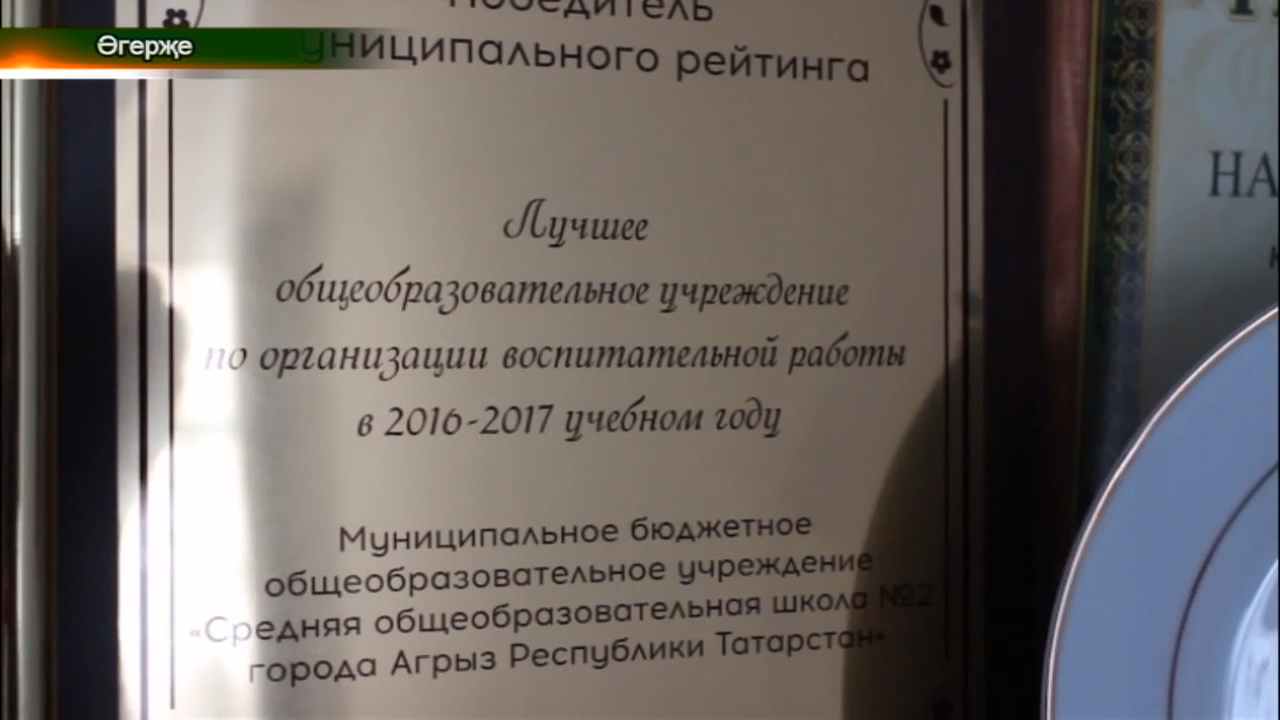 Өгерҗе
Победитель
муниципального рейтинга
Лучшее
общеобразовательное учреждение
по организации воспитательной работы
в 2016-2017 учебном году
Муниципальное бюджетное
общеобразовательное учреждение
«Средняя общеобразовательная школа №2
города Агрыз Республики Татарстан»
НА